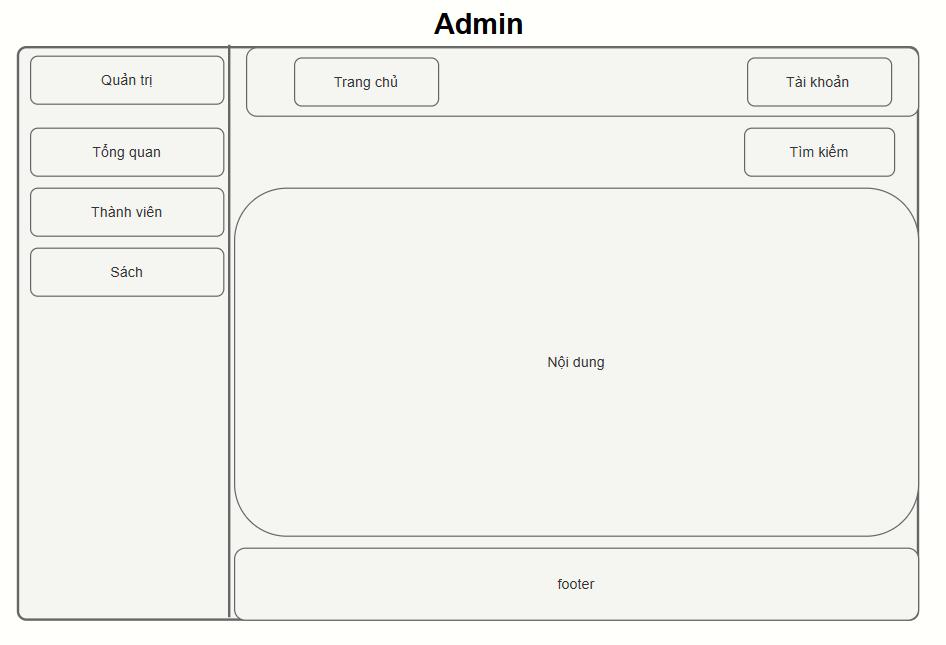 Admin
Quản trị
Trang chủ
Tài khoản
Tổng quan
Tìm kiếm
Thành viên
Sách
Nội dung
footer